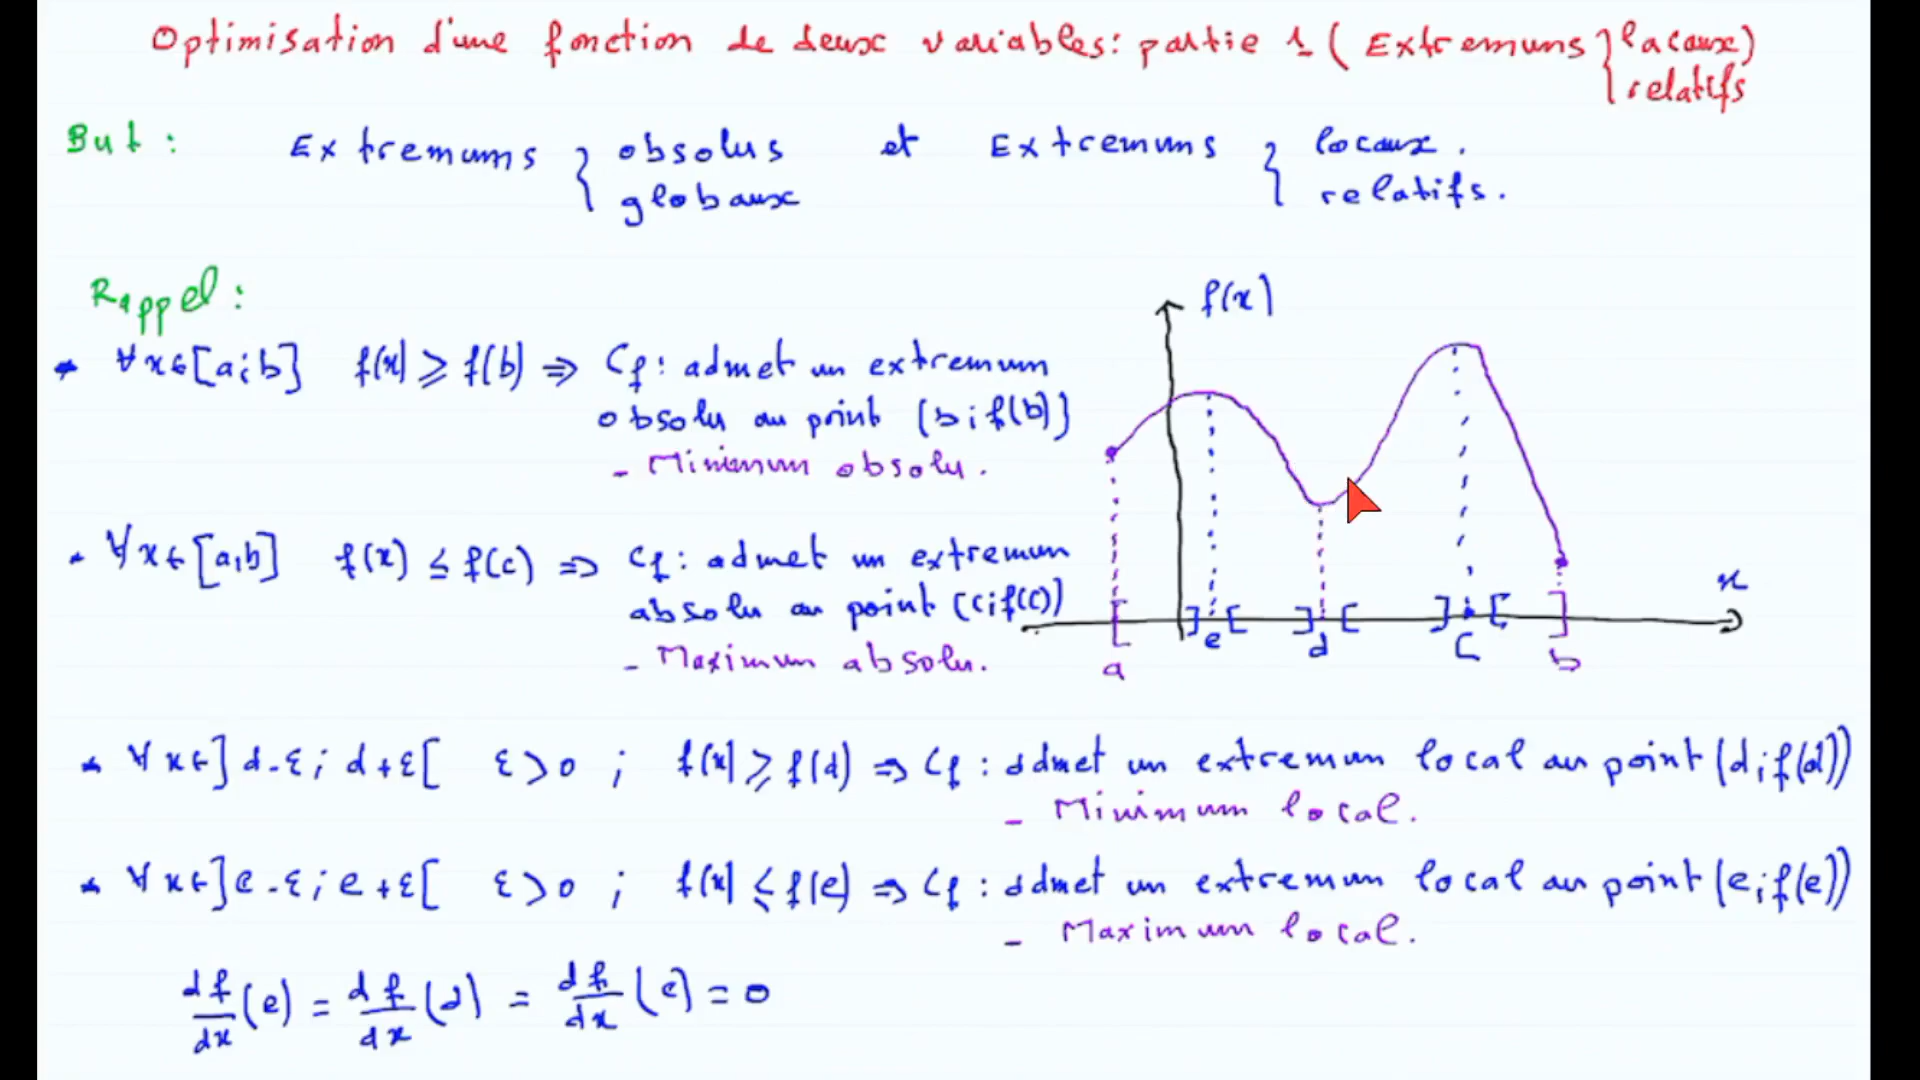 Optimisation d'une fonction de deux variables: partie 1 ( Extremums { locaux)
relatifs
But : Extremums { absolus et Extremums { locaux.
globaux relatifs.
Rappel :
* ∀x∈[a;b] f(x) ⩾ f(b) ⇒ Cf : admet un extremum
absolu au point (b;f(b))
- Minimum absolu.
* ∀x∈[a,b] f(x) ≤ f(c) ⇒ Cf : admet un extremum
absolu au point (c;f(c))
- Maximum absolu.
f(x)
x
a e d c b
* ∀x∈]d-ε; d+ε[ ε>0 ; f(x) ⩾ f(d) ⇒ Cf : admet un extremum local au point (d;f(d))
- Minimum local.
* ∀x∈]e-ε; e+ε[ ε>0 ; f(x) ≤ f(e) ⇒ Cf : admet un extremum local au point (e;f(e))
- Maximum local.
df/dx (e) = df/dx (d) = df/dx (c) = 0